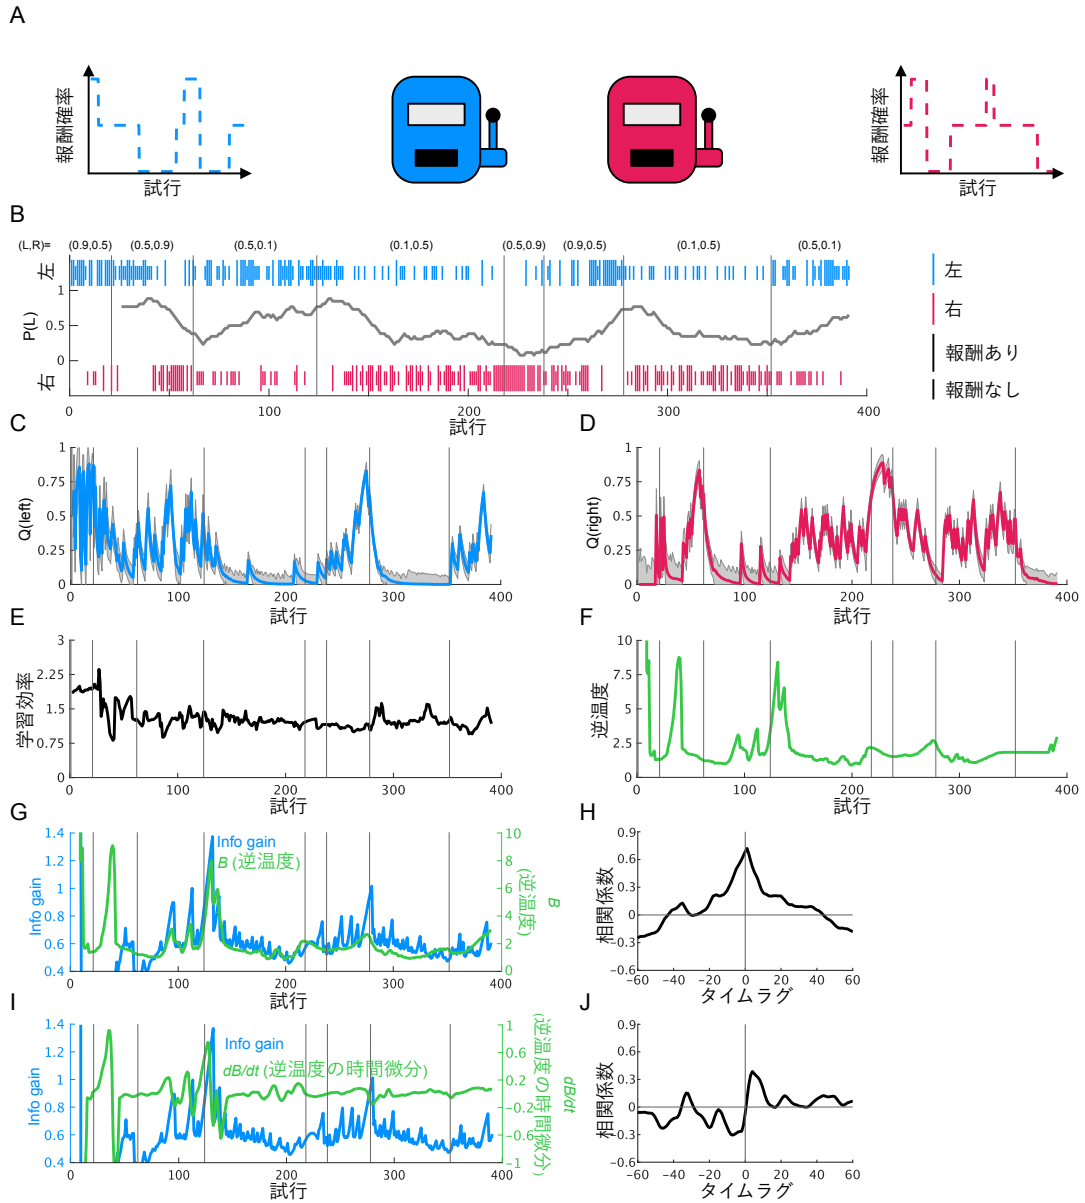 A
報酬確率
試行
報酬確率
試行
B
(L,R)= (0.9,0.5) (0.5,0.9) (0.5,0.1) (0.1,0.5) (0.5,0.9) (0.9,0.5) (0.1,0.5) (0.5,0.1)
左
1
0.5
0
P(L)
右
0 100 200 300 400
試行
左
右
報酬あり
報酬なし
C
Q(left)
1
0.75
0.5
0.25
0
0 100 200 300 400
試行
D
Q(right)
1
0.75
0.5
0.25
0
0 100 200 300 400
試行
E
学習効率
3
2.25
1.5
0.75
0
0 100 200 300 400
試行
F
逆温度
10
7.5
5
2.5
0
0 100 200 300 400
試行
G
Info gain
1.4
1.2
1
0.8
0.6
0.4
Info gain
B (逆温度)
10
8
6
4
2
0
B
(逆温度)
0 100 200 300 400
試行
H
相関係数
0.9
0.6
0.3
0
−0.3
−0.6
−60 −40 −20 0 20 40 60
タイムラグ
I
Info gain
1.4
1.2
1
0.8
0.6
0.4
Info gain
dB/dt (逆温度の時間微分)
1
0.6
0.2
−0.2
−0.6
−1
dB/dt
(逆温度の時間微分)
0 100 200 300 400
試行
J
相関係数
0.9
0.6
0.3
0
−0.3
−0.6
−60 −40 −20 0 20 40 60
タイムラグ